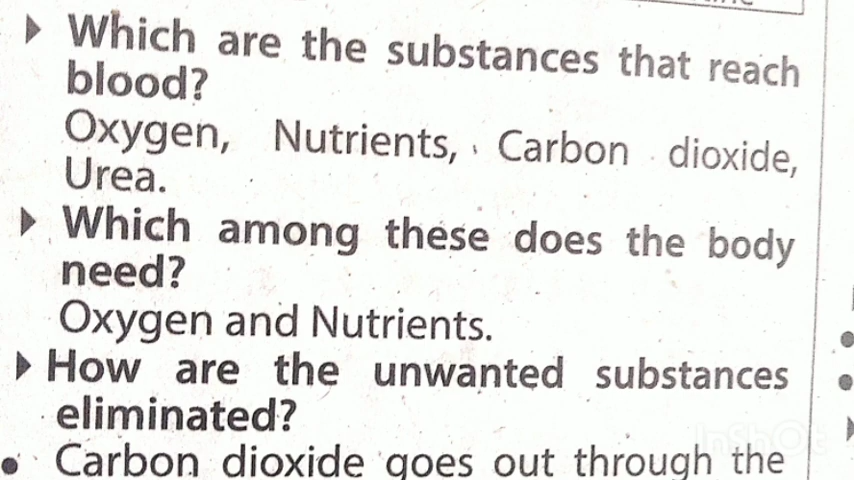 Which are the substances that reach
blood?
Oxygen, Nutrients, Carbon dioxide,
Urea.
Which among these does the body
need?
Oxygen and Nutrients.
How are the unwanted substances
eliminated?
• Carbon dioxide goes out through the
InShOt